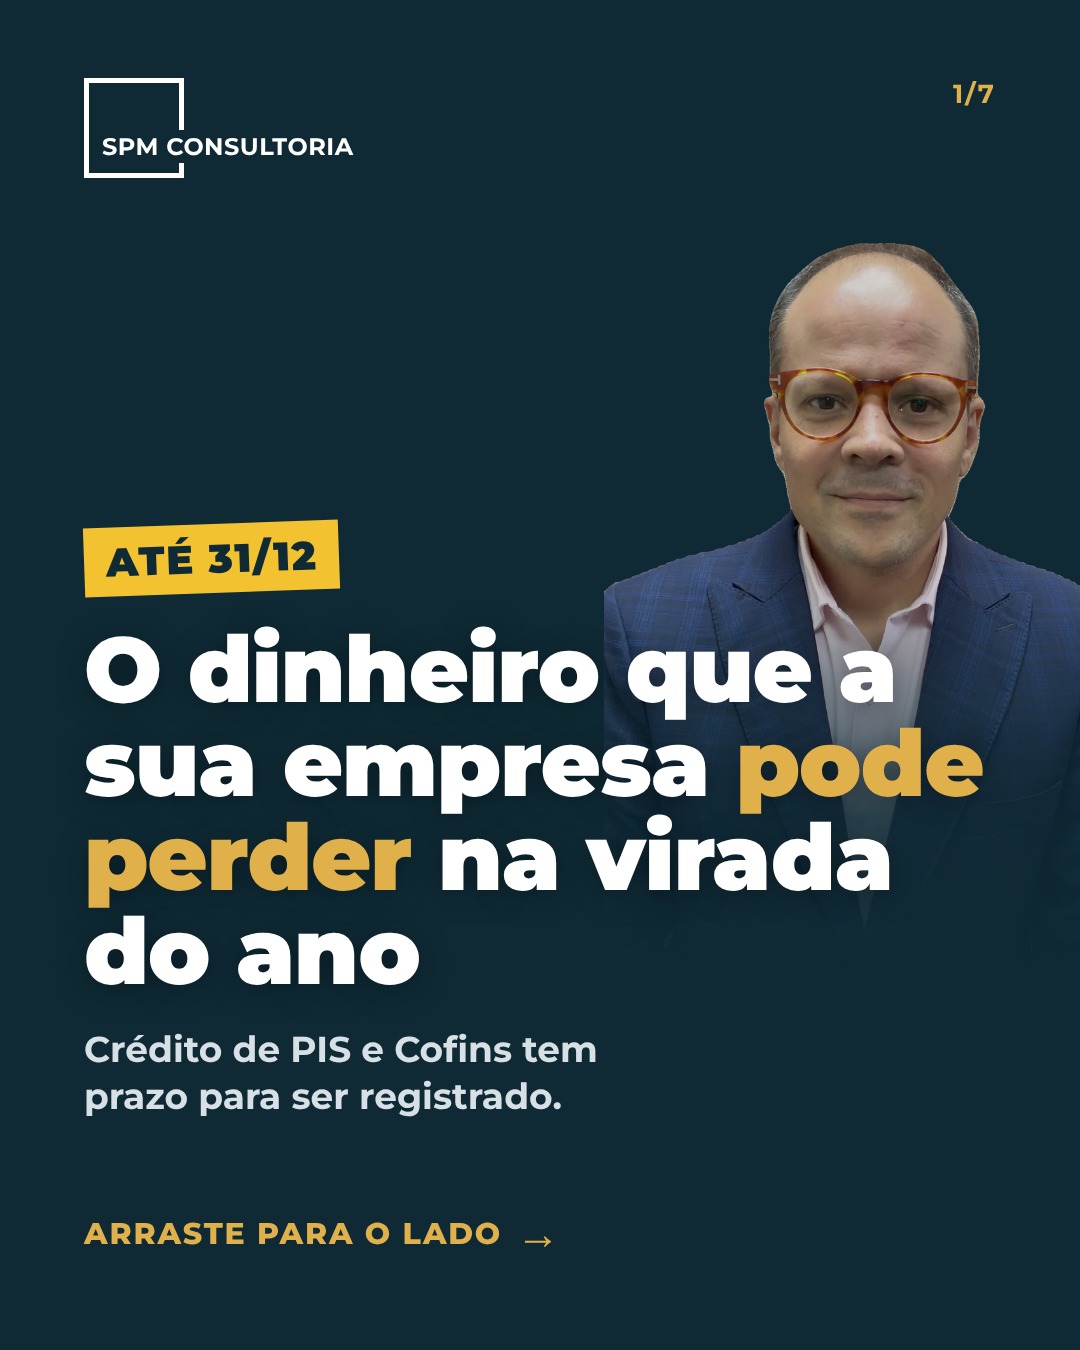 SPM CONSULTORIA
1/7
ATÉ 31/12
O dinheiro que a
sua empresa pode
perder na virada
do ano
Crédito de PIS e Cofins tem
prazo para ser registrado.
ARRASTE PARA O LADO →